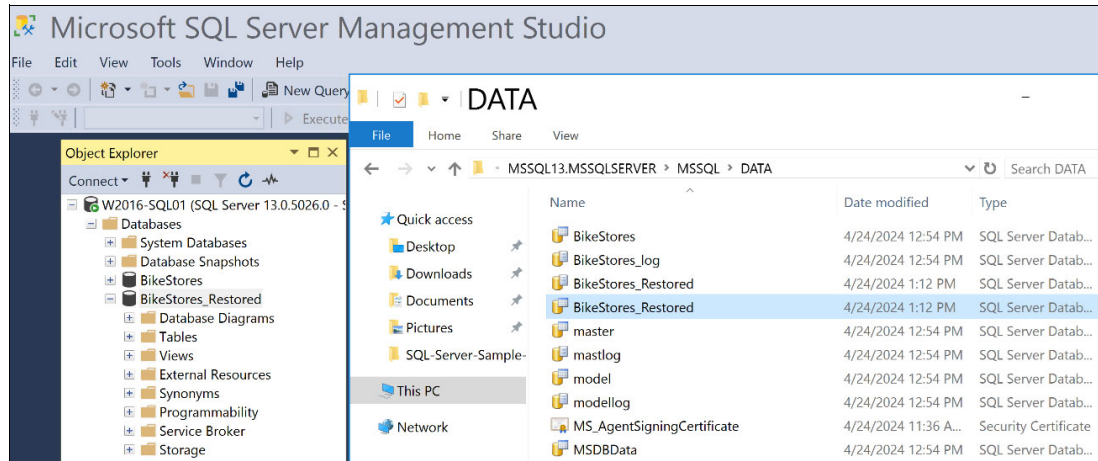 Microsoft SQL Server Management Studio
File Edit View Tools Window Help
New Query
Execute
Object Explorer
Connect
W2016-SQL01 (SQL Server 13.0.5026.0 -
Databases
System Databases
Database Snapshots
BikeStores
BikeStores_Restored
Database Diagrams
Tables
Views
External Resources
Synonyms
Programmability
Service Broker
Storage
DATA
File Home Share View
MSSQL13.MSSQLSERVER > MSSQL > DATA
Search DATA
Quick access
Desktop
Downloads
Documents
Pictures
SQL-Server-Sample-
This PC
Network
Name Date modified Type
BikeStores 4/24/2024 12:54 PM SQL Server Datab...
BikeStores_log 4/24/2024 12:54 PM SQL Server Datab...
BikeStores_Restored 4/24/2024 1:12 PM SQL Server Datab...
BikeStores_Restored 4/24/2024 1:12 PM SQL Server Datab...
master 4/24/2024 12:54 PM SQL Server Datab...
mastlog 4/24/2024 12:54 PM SQL Server Datab...
model 4/24/2024 12:54 PM SQL Server Datab...
modellog 4/24/2024 12:54 PM SQL Server Datab...
MS_AgentSigningCertificate 4/24/2024 11:36 A... Security Certificate
MSDBData 4/24/2024 12:54 PM SQL Server Datab...